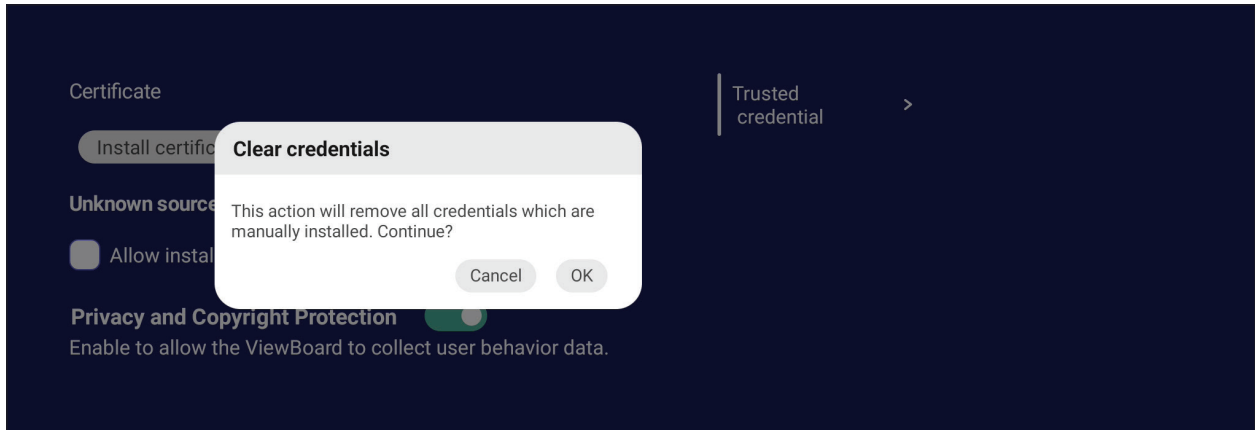 Certificate
Trusted
credential
Install certific
Clear credentials
Unknown source
This action will remove all credentials which are
manually installed. Continue?
Allow instal
Cancel
OK
Privacy and Copyright Protection
Enable to allow the ViewBoard to collect user behavior data.